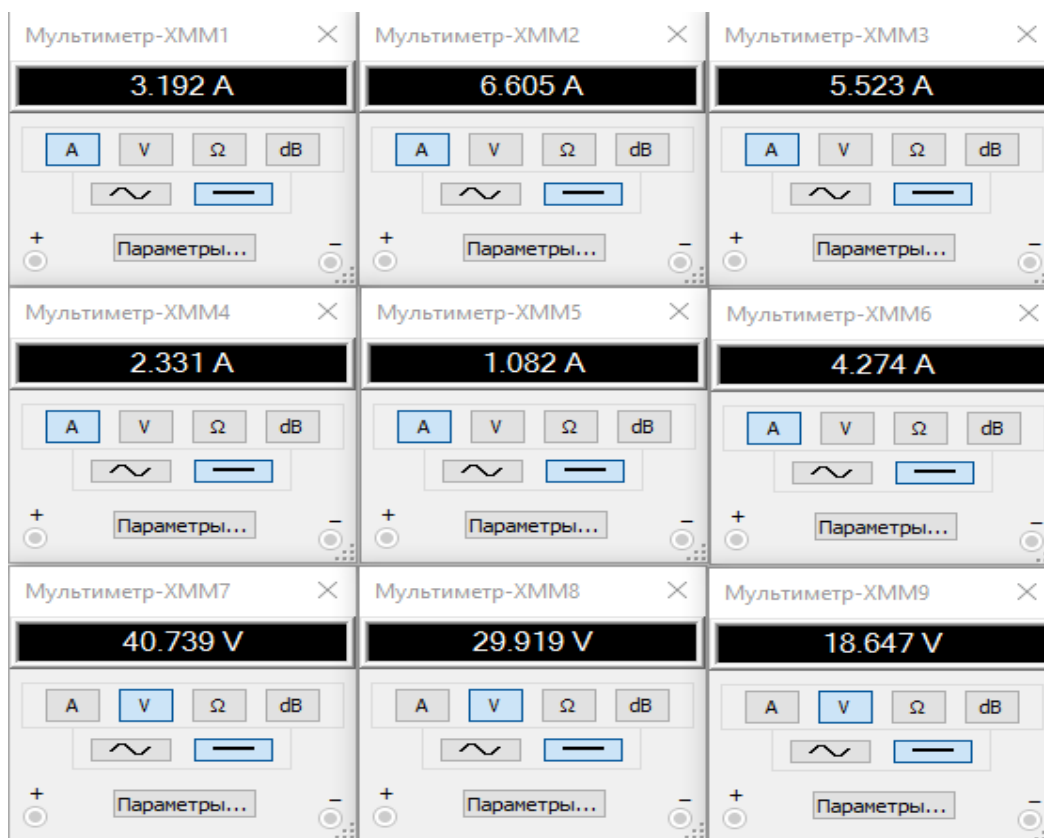 Мультиметр-XMM1
3.192 A
A V Ω dB
+ Параметры... −
Мультиметр-XMM2
6.605 A
A V Ω dB
+ Параметры... −
Мультиметр-XMM3
5.523 A
A V Ω dB
+ Параметры... −
Мультиметр-XMM4
2.331 A
A V Ω dB
+ Параметры... −
Мультиметр-XMM5
1.082 A
A V Ω dB
+ Параметры... −
Мультиметр-XMM6
4.274 A
A V Ω dB
+ Параметры... −
Мультиметр-XMM7
40.739 V
A V Ω dB
+ Параметры... −
Мультиметр-XMM8
29.919 V
A V Ω dB
+ Параметры... −
Мультиметр-XMM9
18.647 V
A V Ω dB
+ Параметры... −